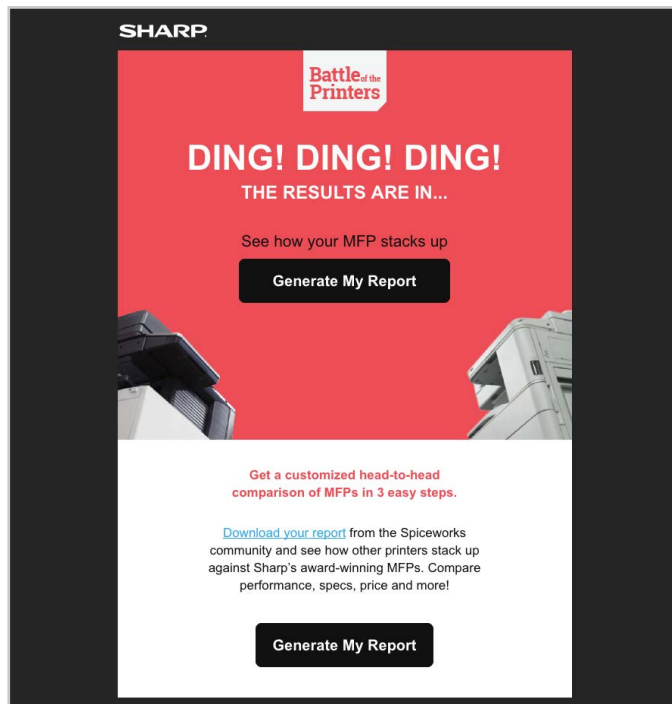 SHARP
Battle of the
Printers
DING! DING! DING!
THE RESULTS ARE IN...
See how your MFP stacks up
Generate My Report
Get a customized head-to-head
comparison of MFPs in 3 easy steps.
Download your report from the Spiceworks
community and see how other printers stack up
against Sharp's award-winning MFPs. Compare
performance, specs, price and more!
Generate My Report